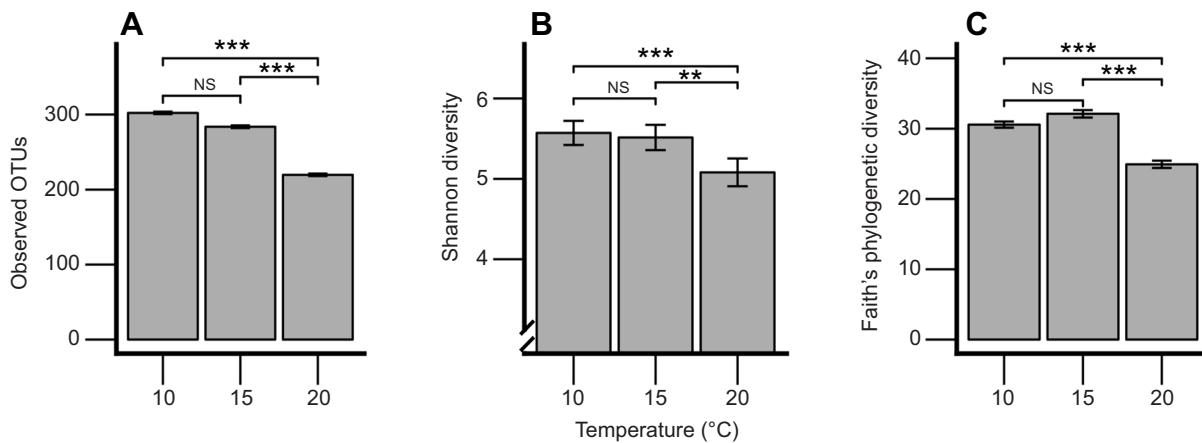 A
Observed OTUs
300
200
100
0
***
***
NS
10 15 20
B
Shannon diversity
6
5
4
***
**
NS
10 15 20
Temperature (°C)
C
Faith's phylogenetic diversity
40
30
20
10
0
***
***
NS
10 15 20